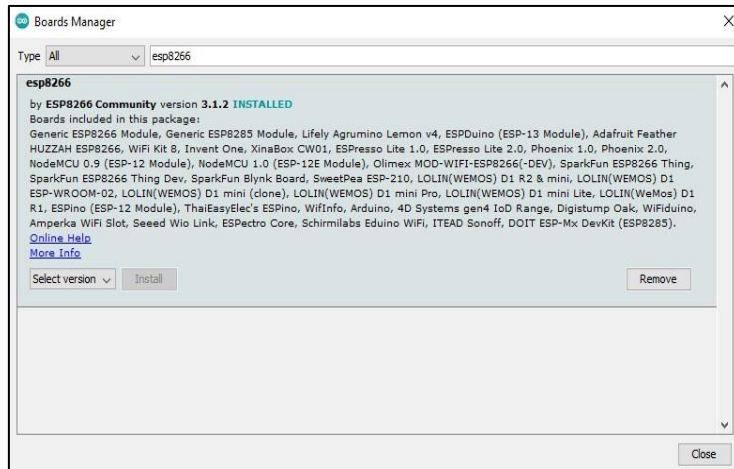 Boards Manager
Type All esp8266
esp8266
by ESP8266 Community version 3.1.2 INSTALLED
Boards included in this package:
Generic ESP8266 Module, Generic ESP8285 Module, Lifely Agrumino Lemon v4, ESPDuino (ESP-13 Module), Adafruit Feather
HUZZAH ESP8266, WiFi Kit 8, Invent One, XinaBox CW01, ESPresso Lite 1.0, ESPresso Lite 2.0, Phoenix 1.0, Phoenix 2.0,
NodeMCU 0.9 (ESP-12 Module), NodeMCU 1.0 (ESP-12E Module), Olimex MOD-WIFI-ESP8266(-DEV), SparkFun ESP8266 Thing,
SparkFun ESP8266 Thing Dev, SparkFun Blynk Board, SweetPea ESP-210, LOLIN(WEMOS) D1 R2 & mini, LOLIN(WEMOS) D1
ESP-WROOM-02, LOLIN(WEMOS) D1 mini (clone), LOLIN(WEMOS) D1 mini Pro, LOLIN(WEMOS) D1 mini Lite, LOLIN(WeMos) D1
R1, ESPino (ESP-12 Module), ThaiEasyElec's ESPino, WifInfo, Arduino, 4D Systems gen4 IoD Range, Digistump Oak, WiFiduino,
Amperka WiFi Slot, Seeed Wio Link, ESPectro Core, Schirmilabs Eduino WiFi, ITEAD Sonoff, DOIT ESP-Mx DevKit (ESP8285).
Online Help
More Info
Select version Install Remove
Close